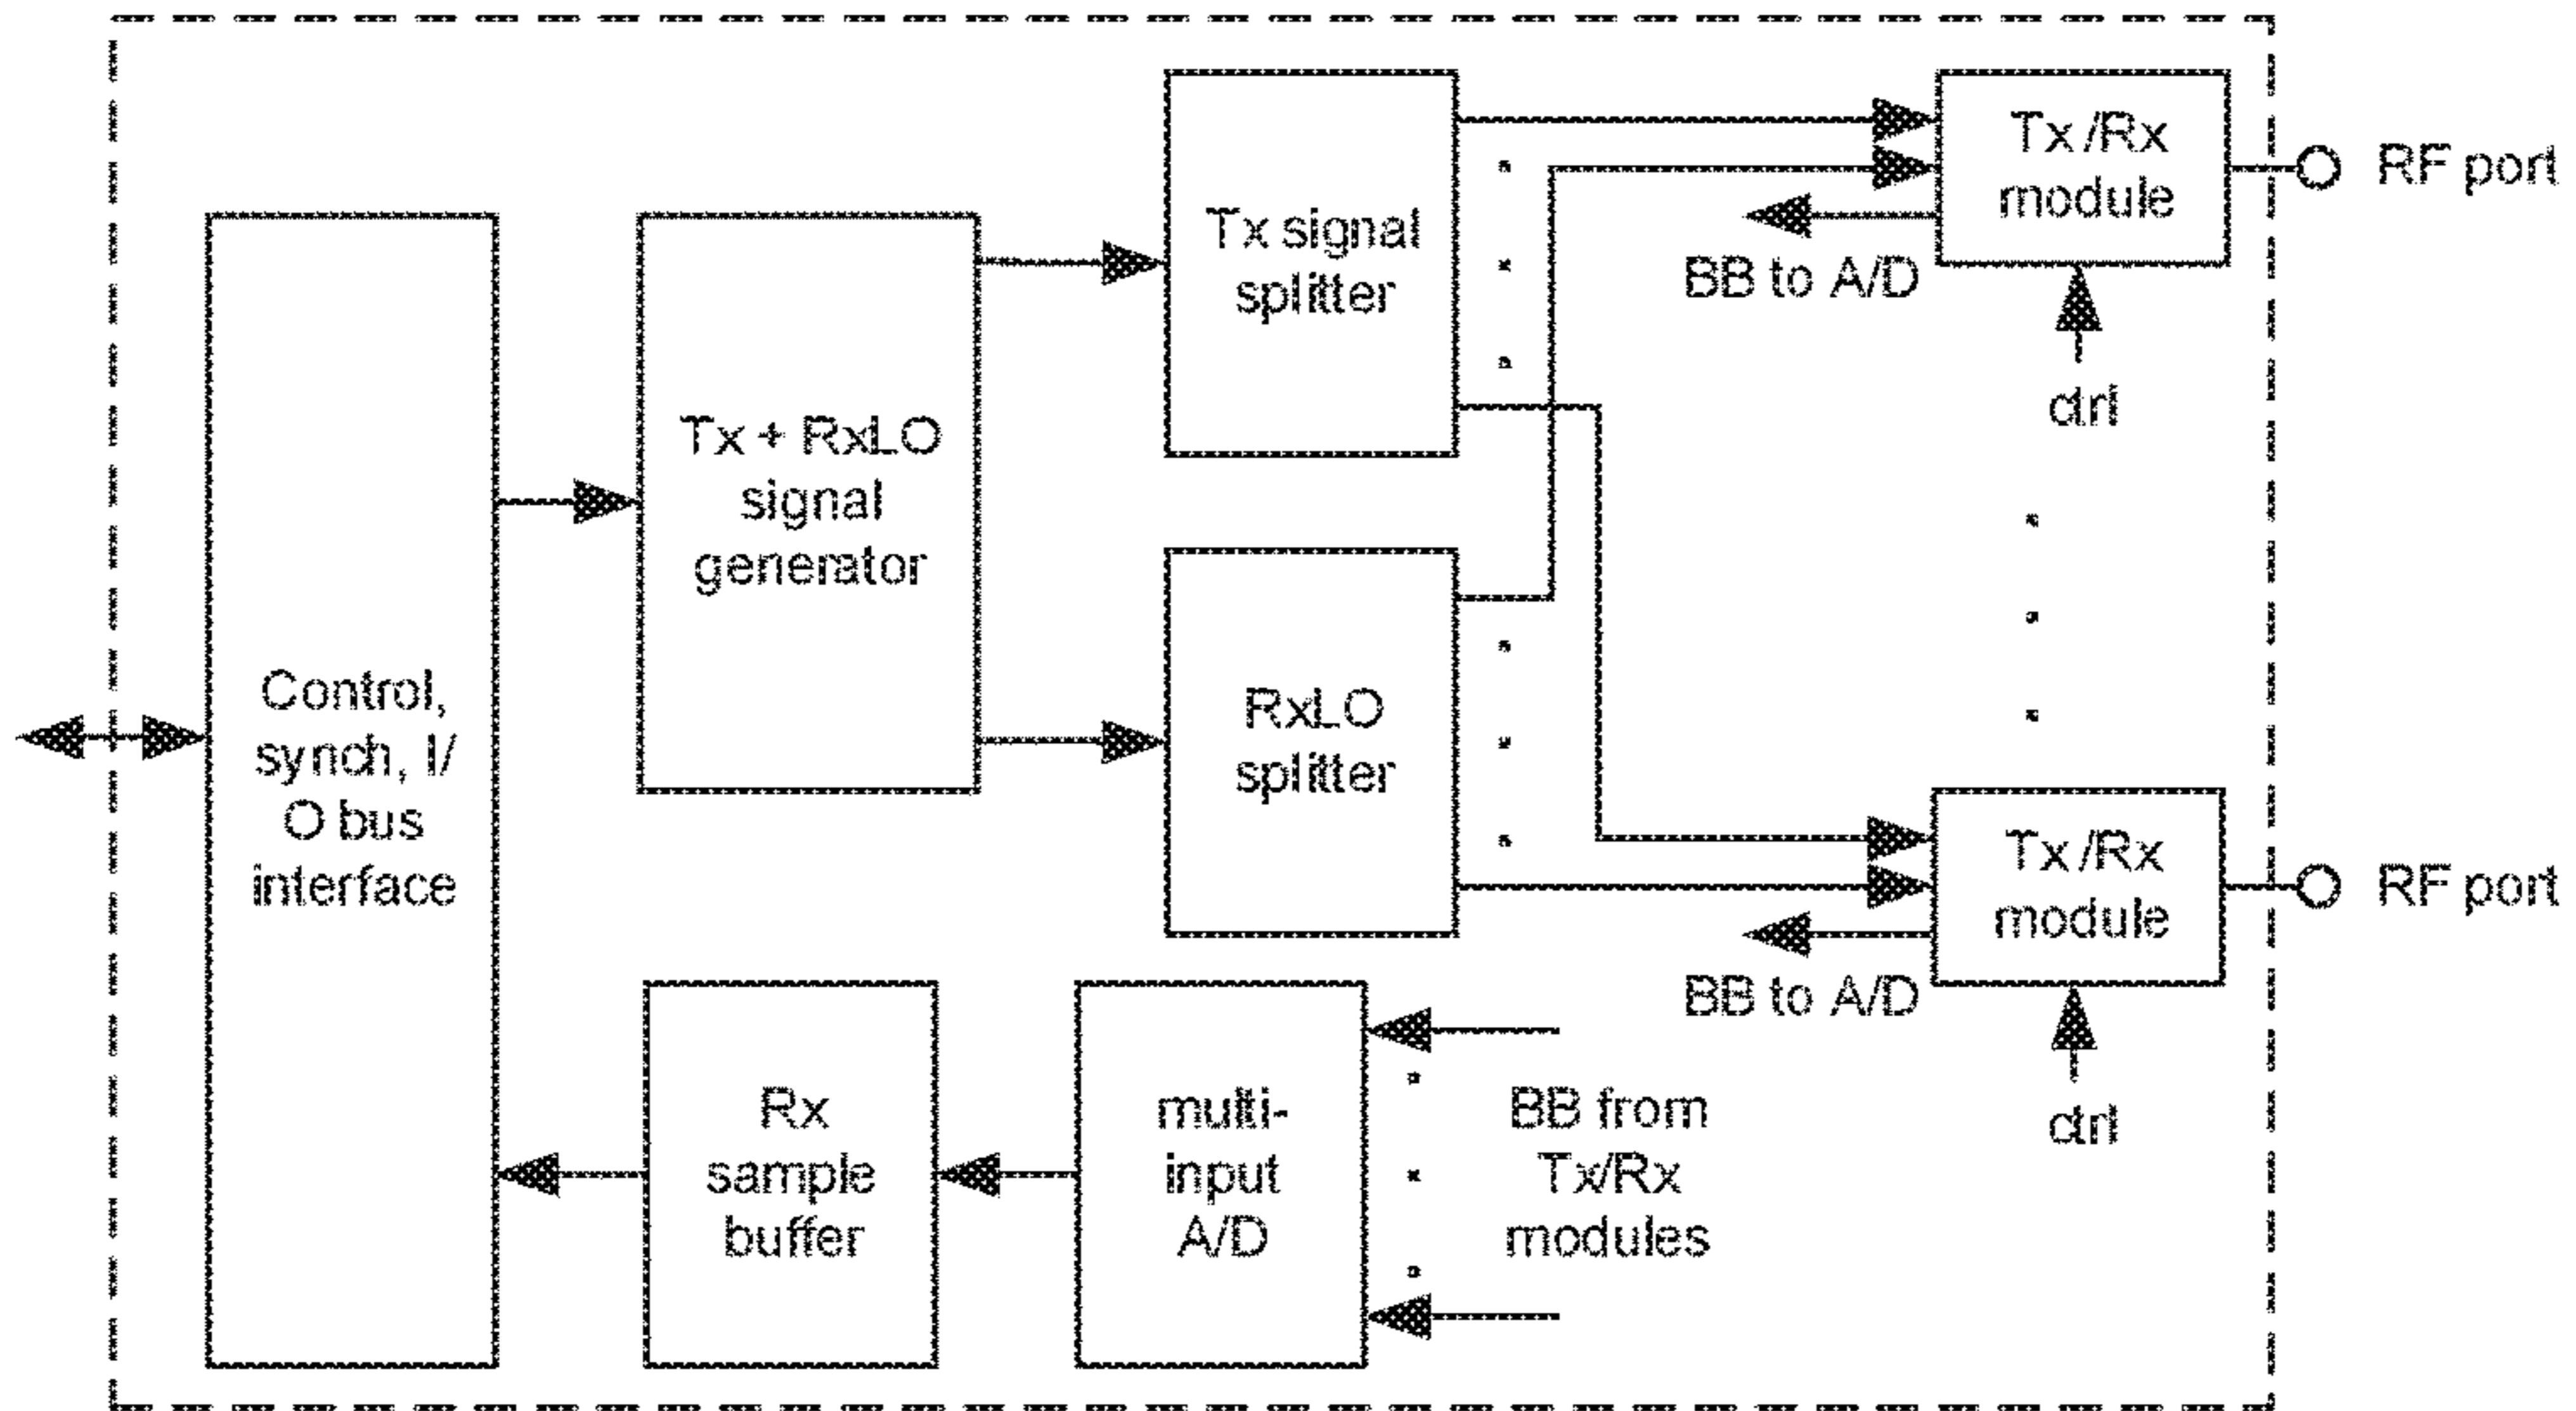 Control,
synch, I/
O bus
interface
Tx + RxLO
signal
generator
Tx signal
splitter
RxLO
splitter
Tx /Rx
module
RF port
BB to A/D
ctrl
Tx /Rx
module
RF port
BB to A/D
ctrl
Rx
sample
buffer
multi-
input
A/D
BB from
Tx/Rx
modules